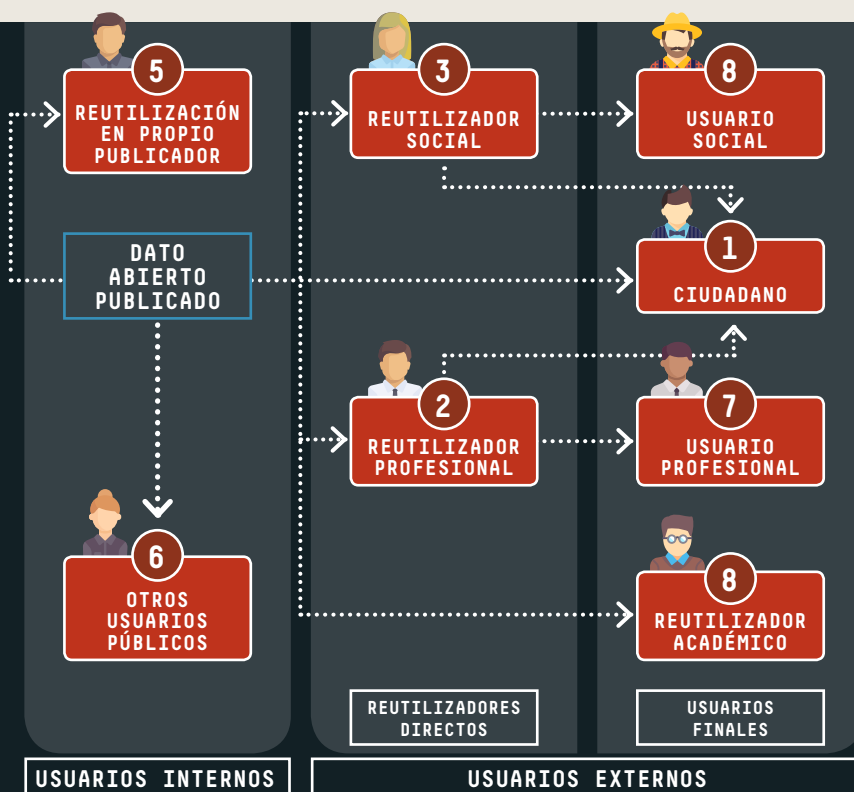 5
REUTILIZACIÓN
EN PROPIO
PUBLICADOR
3
REUTILIZADOR
SOCIAL
8
USUARIO
SOCIAL
DATO
ABIERTO
PUBLICADO
1
CIUDADANO
2
REUTILIZADOR
PROFESIONAL
7
USUARIO
PROFESIONAL
6
OTROS
USUARIOS
PÚBLICOS
8
REUTILIZADOR
ACADÉMICO
REUTILIZADORES
DIRECTOS
USUARIOS
FINALES
USUARIOS INTERNOS
USUARIOS EXTERNOS